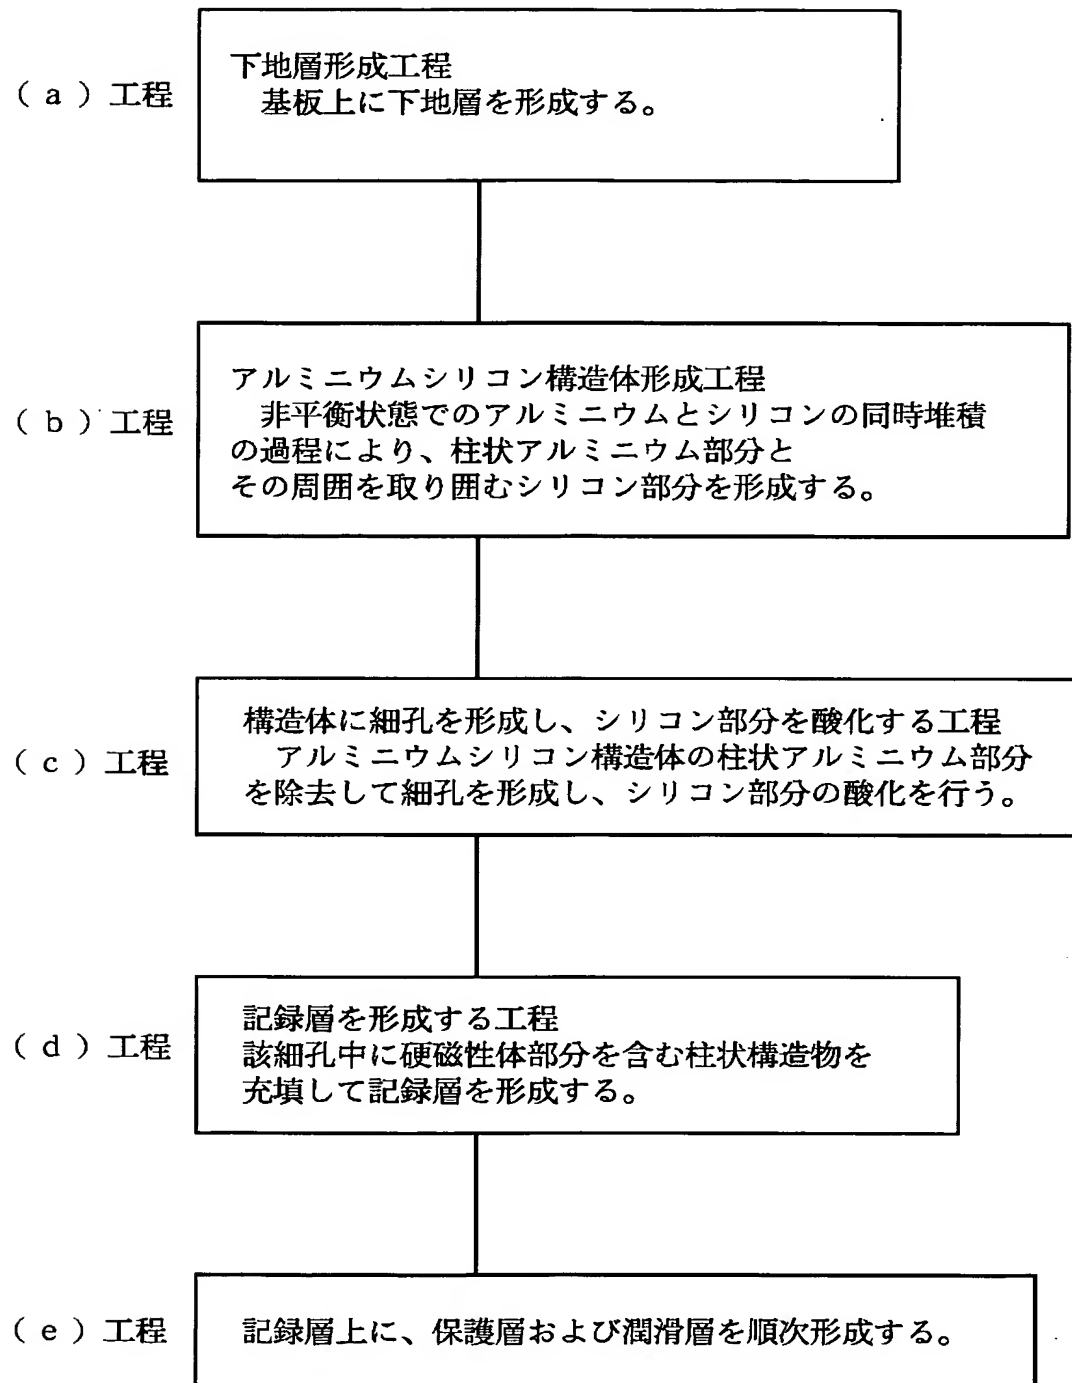 (a)工程
下地層形成工程
基板上に下地層を形成する。
(b)工程
アルミニウムシリコン構造体形成工程
非平衡状態でのアルミニウムとシリコンの同時堆積
の過程により、柱状アルミニウム部分と
その周囲を取り囲むシリコン部分を形成する。
(c)工程
構造体に細孔を形成し、シリコン部分を酸化する工程
アルミニウムシリコン構造体の柱状アルミニウム部分
を除去して細孔を形成し、シリコン部分の酸化を行う。
(d)工程
記録層を形成する工程
該細孔中に硬磁性体部分を含む柱状構造物を
充填して記録層を形成する。
(e)工程
記録層上に、保護層および潤滑層を順次形成する。